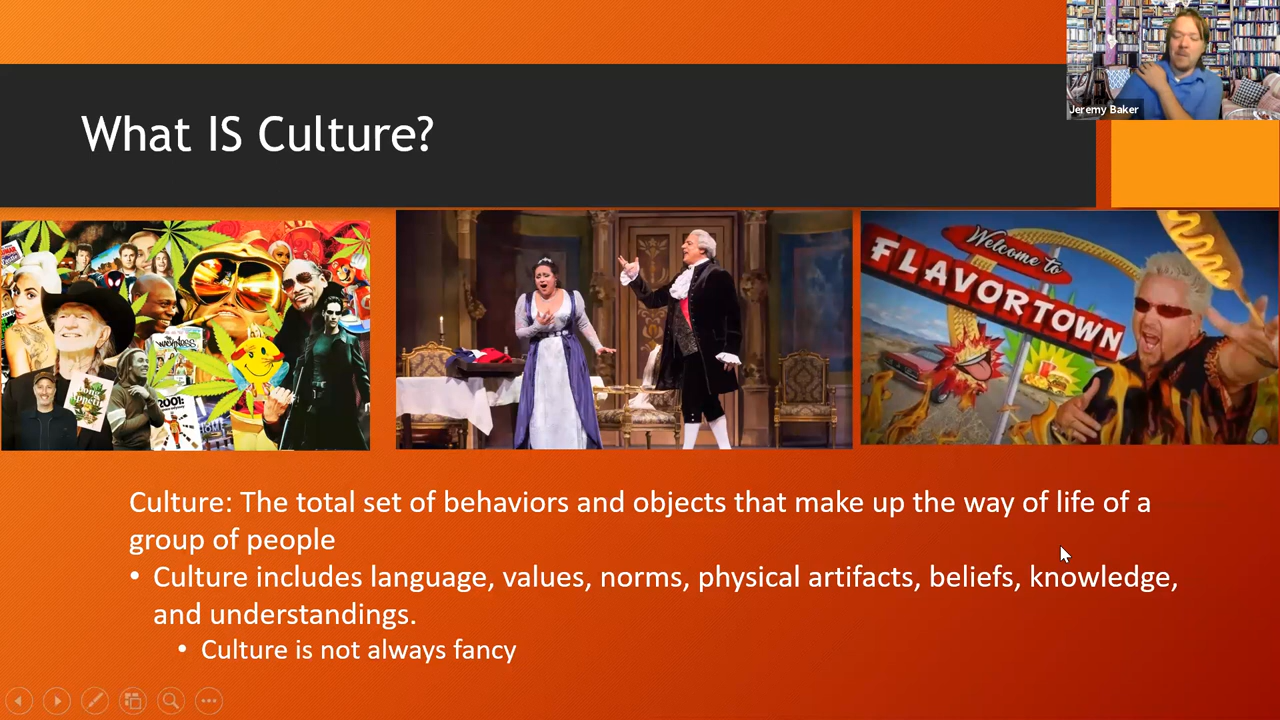 Jeremy Baker
What IS Culture?
Welcome to
FLAVORTOWN
2001:
Culture: The total set of behaviors and objects that make up the way of life of a
group of people
• Culture includes language, values, norms, physical artifacts, beliefs, knowledge,
and understandings.
• Culture is not always fancy